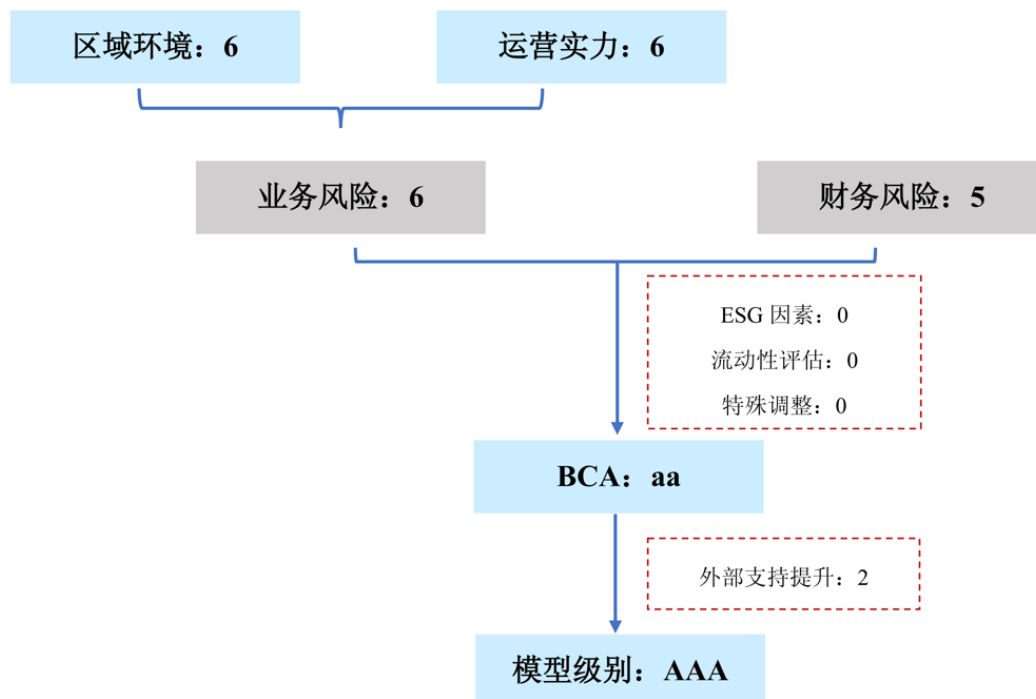 区域环境：6
运营实力：6
业务风险：6
财务风险：5
ESG 因素：0
流动性评估：0
特殊调整：0
BCA：aa
外部支持提升：2
模型级别：AAA